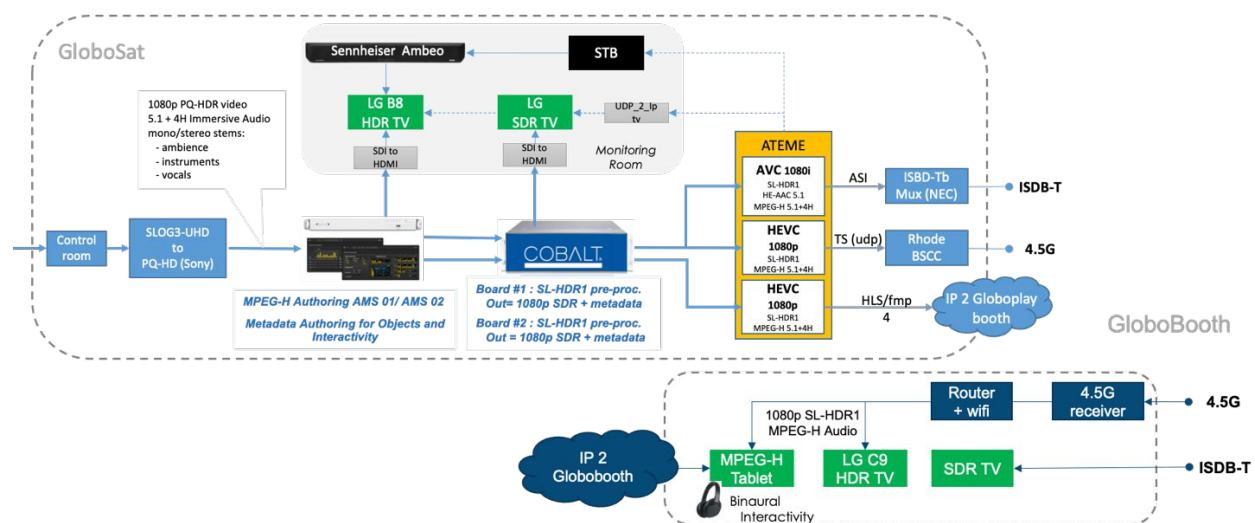 GloboSat
Sennheiser Ambeo
STB
1080p PQ-HDR video
5.1 + 4H Immersive Audio
mono/stereo stems:
- ambience
- instruments
- vocals
LG B8
HDR TV
LG
SDR TV
UDP_2_Ip
tv
SDI to
HDMI
SDI to
HDMI
Monitoring
Room
ATEME
AVC 1080i
SL-HDR1
HE-AAC 5.1
MPEG-H 5.1+4H
ASI
ISBD-Tb
Mux (NEC)
ISDB-T
Control
room
SLOG3-UHD
to
PQ-HD (Sony)
COBALT
HEVC
1080p
SL-HDR1
MPEG-H 5.1+4H
TS (udp)
Rhode
BSCC
4.5G
MPEG-H Authoring AMS 01/ AMS 02
Metadata Authoring for Objects and
Interactivity
Board #1 : SL-HDR1 pre-proc.
Out= 1080p SDR + metadata
Board #2 : SL-HDR1 pre-proc.
Out = 1080p SDR + metadata
HEVC
1080p
SL-HDR1
MPEG-H 5.1+4H
HLS/fmp
4
IP 2 Globoplay
booth
GloboBooth
1080p SL-HDR1
MPEG-H Audio
Router
+ wifi
4.5G
receiver
4.5G
IP 2
Globobooth
MPEG-H
Tablet
LG C9
HDR TV
SDR TV
ISDB-T
Binaural
Interactivity